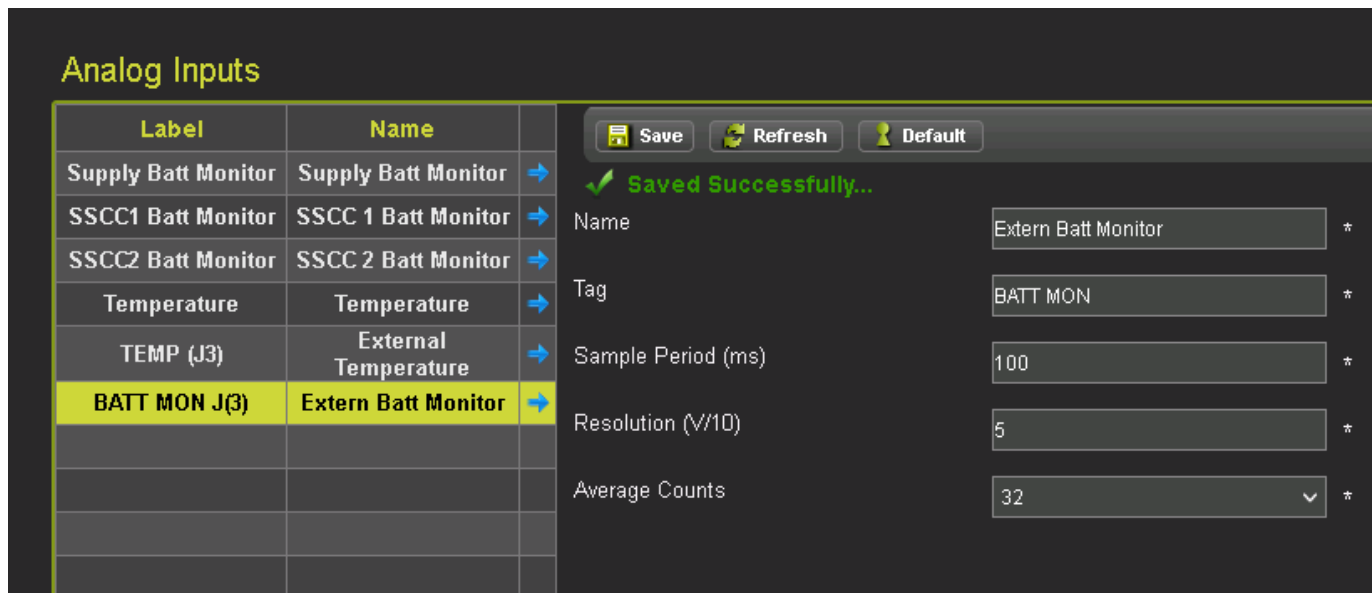 Analog Inputs
Label Name
Save Refresh Default
Supply Batt Monitor Supply Batt Monitor
Saved Successfully...
SSCC1 Batt Monitor SSCC 1 Batt Monitor
Name Extern Batt Monitor *
SSCC2 Batt Monitor SSCC 2 Batt Monitor
Temperature Temperature
Tag BATT MON *
TEMP (J3) External
Temperature
Sample Period (ms) 100 *
BATT MON J(3) Extern Batt Monitor
Resolution (V/10) 5 *
Average Counts 32 *